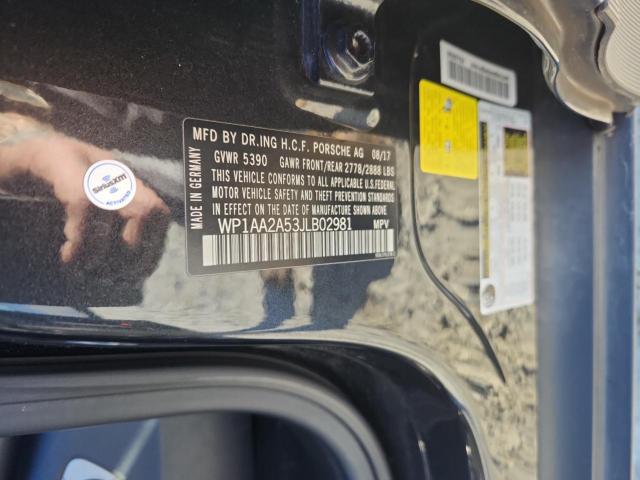 MFD BY DR.ING H.C.F. PORSCHE AG 08/17
GVWR 5390 GAWR FRONT/REAR 2778/2888 LBS
THIS VEHICLE CONFORMS TO ALL APPLICABLE U.S.FEDERAL
MOTOR VEHICLE SAFETY AND THEFT PREVENTION STANDARDS
IN EFFECT ON THE DATE OF MANUFACTURE SHOWN ABOVE.
WP1AA2A53JLB02981 MPV
MADE IN GERMANY
SiriusXM
ACTIVATED